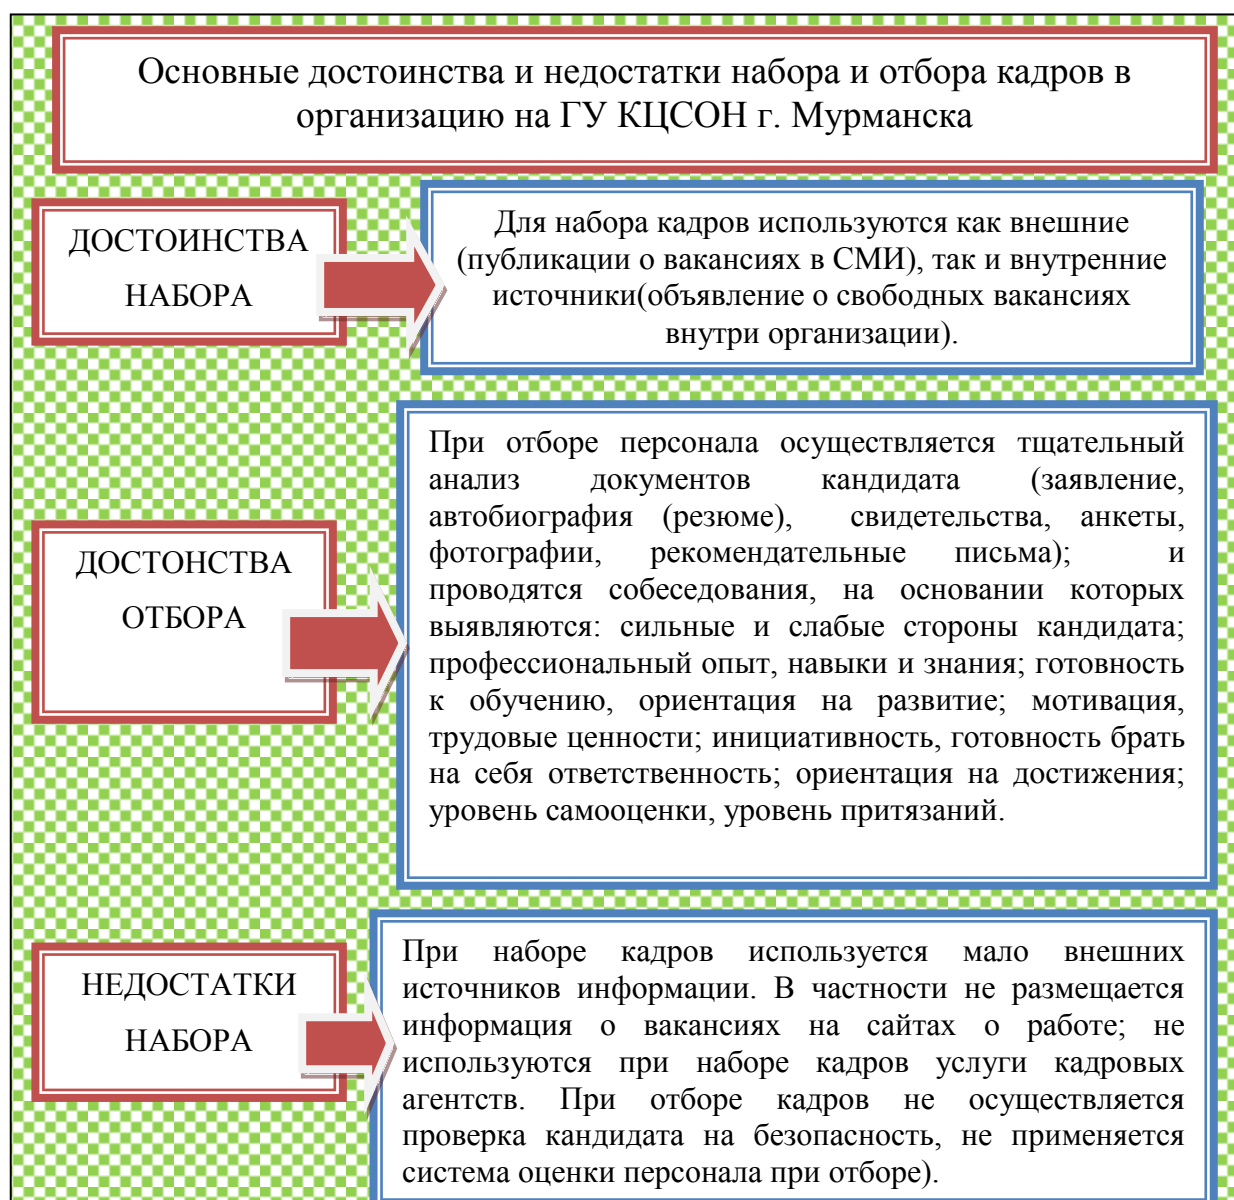 Основные достоинства и недостатки набора и отбора кадров в
организацию на ГУ КЦСОН г. Мурманска
ДОСТОИНСТВА
НАБОРА
Для набора кадров используются как внешние
(публикации о вакансиях в СМИ), так и внутренние
источники(объявление о свободных вакансиях
внутри организации).
ДОСТОНСТВА
ОТБОРА
При отборе персонала осуществляется тщательный
анализ документов кандидата (заявление,
автобиография (резюме), свидетельства, анкеты,
фотографии, рекомендательные письма); и
проводятся собеседования, на основании которых
выявляются: сильные и слабые стороны кандидата;
профессиональный опыт, навыки и знания; готовность
к обучению, ориентация на развитие; мотивация,
трудовые ценности; инициативность, готовность брать
на себя ответственность; ориентация на достижения;
уровень самооценки, уровень притязаний.
НЕДОСТАТКИ
НАБОРА
При наборе кадров используется мало внешних
источников информации. В частности не размещается
информация о вакансиях на сайтах о работе; не
используются при наборе кадров услуги кадровых
агентств. При отборе кадров не осуществляется
проверка кандидата на безопасность, не применяется
система оценки персонала при отборе).